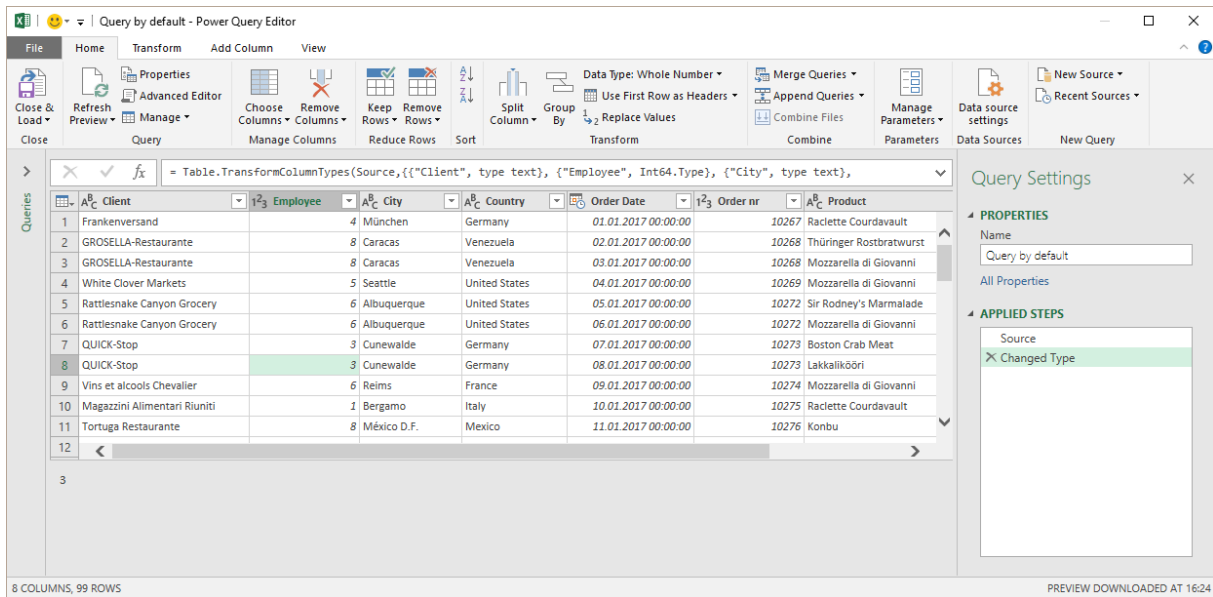 Query by default - Power Query Editor
File Home Transform Add Column View
Close & Load
Close
Refresh Preview
Properties
Advanced Editor
Manage
Query
Choose Columns
Remove Columns
Manage Columns
Keep Rows
Remove Rows
Reduce Rows
Sort
Split Column
Group By
Data Type: Whole Number
Use First Row as Headers
Replace Values
Transform
Merge Queries
Append Queries
Combine Files
Combine
Manage Parameters
Parameters
Data source settings
Data Sources
New Source
Recent Sources
New Query
Queries
fx = Table.TransformColumnTypes(Source,{{"Client", type text}, {"Employee", Int64.Type}, {"City", type text},
ABC Client 123 Employee ABC City ABC Country Order Date 123 Order nr ABC Product
1 Frankenversand 4 München Germany 01.01.2017 00:00:00 10267 Raclette Courdavault
2 GROSELLA-Restaurante 8 Caracas Venezuela 02.01.2017 00:00:00 10268 Thüringer Rostbratwurst
3 GROSELLA-Restaurante 8 Caracas Venezuela 03.01.2017 00:00:00 10268 Mozzarella di Giovanni
4 White Clover Markets 5 Seattle United States 04.01.2017 00:00:00 10269 Mozzarella di Giovanni
5 Rattlesnake Canyon Grocery 6 Albuquerque United States 05.01.2017 00:00:00 10272 Sir Rodney's Marmalade
6 Rattlesnake Canyon Grocery 6 Albuquerque United States 06.01.2017 00:00:00 10272 Mozzarella di Giovanni
7 QUICK-Stop 3 Cunewalde Germany 07.01.2017 00:00:00 10273 Boston Crab Meat
8 QUICK-Stop 3 Cunewalde Germany 08.01.2017 00:00:00 10273 Lakkalikööri
9 Vins et alcools Chevalier 6 Reims France 09.01.2017 00:00:00 10274 Mozzarella di Giovanni
10 Magazzini Alimentari Riuniti 1 Bergamo Italy 10.01.2017 00:00:00 10275 Raclette Courdavault
11 Tortuga Restaurante 8 México D.F. Mexico 11.01.2017 00:00:00 10276 Konbu
12
3
Query Settings
PROPERTIES
Name
Query by default
All Properties
APPLIED STEPS
Source
Changed Type
8 COLUMNS, 99 ROWS
PREVIEW DOWNLOADED AT 16:24